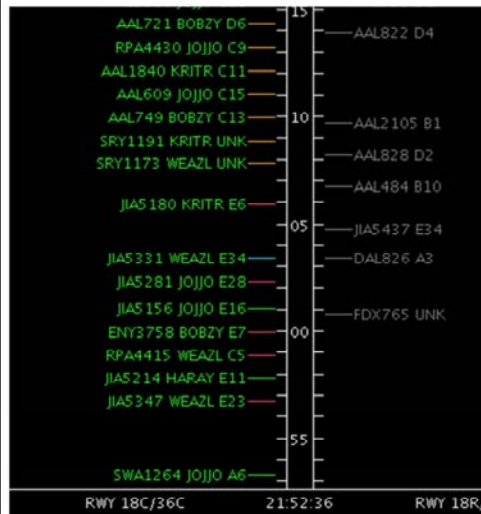 15
AAL721 BOBZY D6
AAL822 D4
RPA4430 JOJJO C9
AAL1840 KRITR C11
AAL609 JOJJO C15
AAL749 BOBZY C13
10
AAL2105 B1
SRY1191 KRITR UNK
AAL828 D2
SRY1173 WEAZL UNK
AAL484 B10
JIA5180 KRITR E6
05
JIA5437 E34
JIA5331 WEAZL E34
DAL826 A3
JIA5281 JOJJO E28
JIA5156 JOJJO E16
FDX765 UNK
ENY3758 BOBZY E7
00
RPA4415 WEAZL C5
JIA5214 HARAY E11
JIA5347 WEAZL E23
55
SWA1264 JOJJO A6
RWY 18C/36C 21:52:36 RWY 18R/